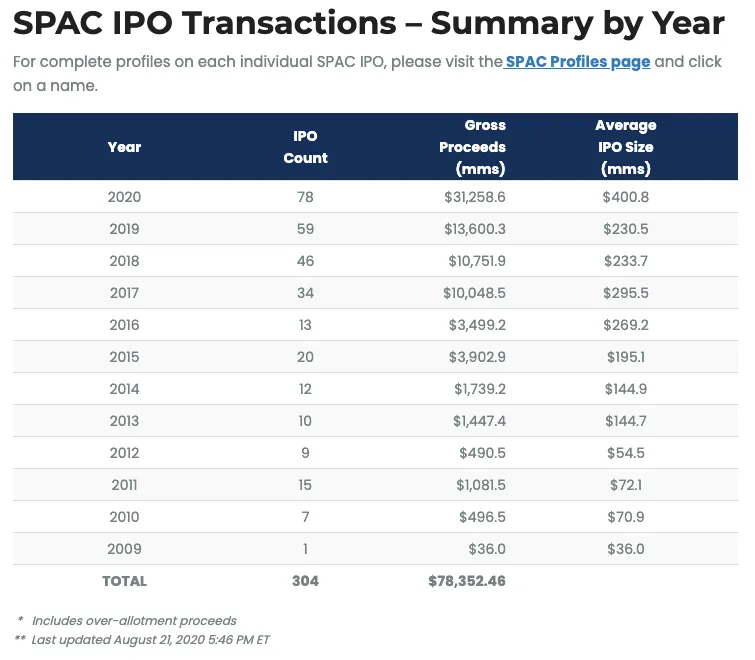 SPAC IPO Transactions – Summary by Year
For complete profiles on each individual SPAC IPO, please visit the SPAC Profiles page and click
on a name.
Year IPO Count Gross Proceeds (mms) Average IPO Size (mms)
2020 78 $31,258.6 $400.8
2019 59 $13,600.3 $230.5
2018 46 $10,751.9 $233.7
2017 34 $10,048.5 $295.5
2016 13 $3,499.2 $269.2
2015 20 $3,902.9 $195.1
2014 12 $1,739.2 $144.9
2013 10 $1,447.4 $144.7
2012 9 $490.5 $54.5
2011 15 $1,081.5 $72.1
2010 7 $496.5 $70.9
2009 1 $36.0 $36.0
TOTAL 304 $78,352.46
* Includes over-allotment proceeds
** Last updated August 21, 2020 5:46 PM ET